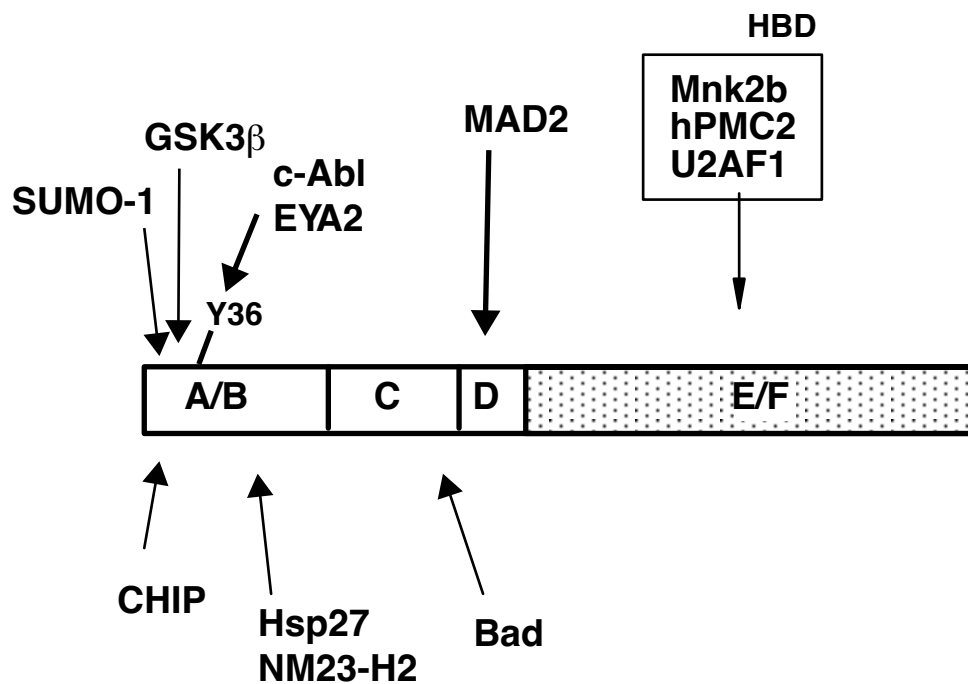 HBD
Mnk2b
hPMC2
U2AF1
MAD2
GSK3β
c-Abl
EYA2
SUMO-1
Y36
A/B
C
D
E/F
CHIP
Hsp27
NM23-H2
Bad